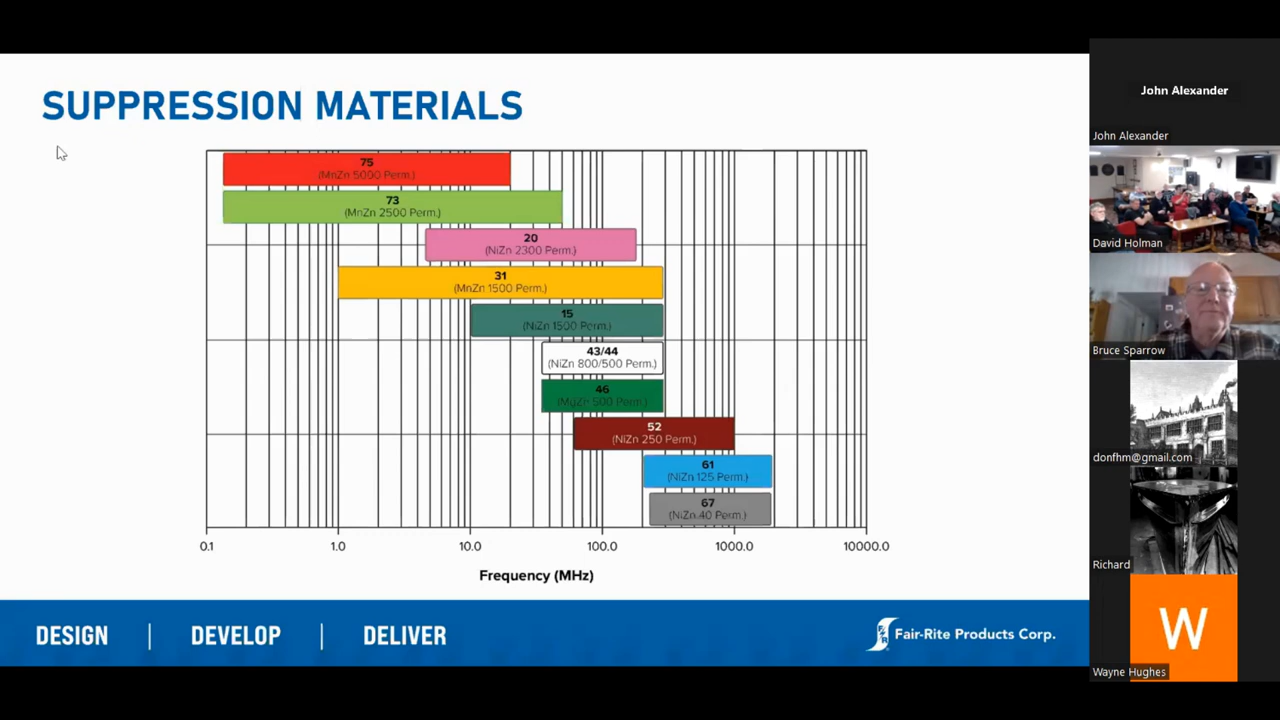 SUPPRESSION MATERIALS
75
(MnZn 5000 Perm.)
73
(MnZn 2500 Perm.)
20
(NiZn 2300 Perm.)
31
(MnZn 1500 Perm.)
15
(NiZn 1500 Perm.)
43/44
(NiZn 800/500 Perm.)
46
(MgZn 500 Perm.)
52
(NiZn 250 Perm.)
61
(NiZn 125 Perm.)
67
(NiZn 40 Perm.)
0.1 1.0 10.0 100.0 1000.0 10000.0
Frequency (MHz)
DESIGN | DEVELOP | DELIVER
Fair-Rite Products Corp.
John Alexander
John Alexander
David Holman
Bruce Sparrow
donfhm@gmail.com
Richard
W
Wayne Hughes